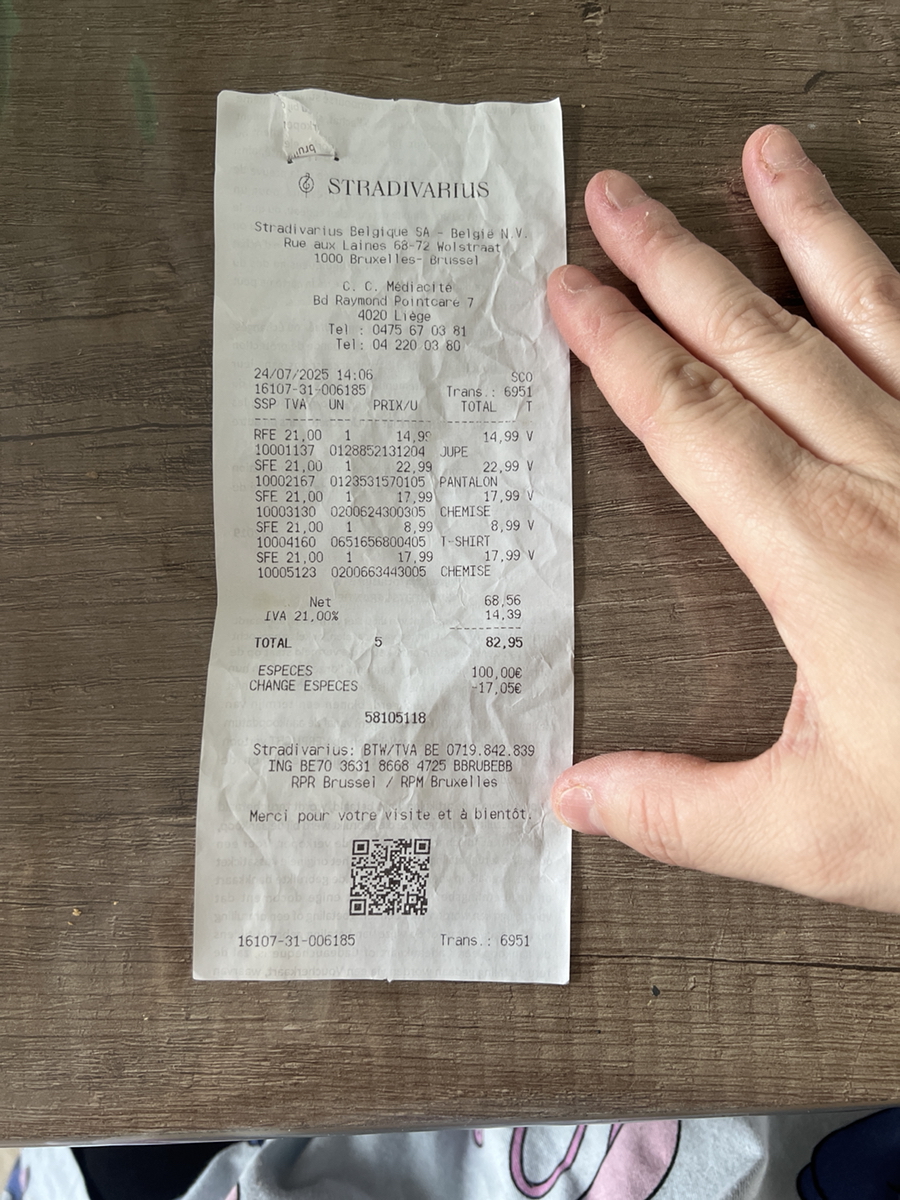 STRADIVARIUS
Stradivarius Belgique SA - België N.V.
Rue aux Laines 68-72 Wolstraat
1000 Bruxelles- Brussel
C. C. Médiacité
Bd Raymond Pointcare 7
4020 Liège
Tel : 0475 67 03 81
Tel: 04 220 03 80
24/07/2025 14:06 SCO
16107-31-006185 Trans.: 6951
SSP TVA UN PRIX/U TOTAL T
RFE 21,00 1 14,99 14,99 V
10001137 0128852131204 JUPE
SFE 21,00 1 22,99 22,99 V
10002167 0123531570105 PANTALON
SFE 21,00 1 17,99 17,99 V
10003130 0200624300305 CHEMISE
SFE 21,00 1 8,99 8,99 V
10004160 0651656800405 T-SHIRT
SFE 21,00 1 17,99 17,99 V
10005123 0200663443005 CHEMISE
Net 68,56
IVA 21,00% 14,39
TOTAL 5 82,95
ESPECES 100,00€
CHANGE ESPECES -17,05€
58105118
Stradivarius: BTW/TVA BE 0719.842.839
ING BE70 3631 8668 4725 BBRUBEBB
RPR Brussel / RPM Bruxelles
Merci pour votre visite et à bientôt.
16107-31-006185 Trans.: 6951